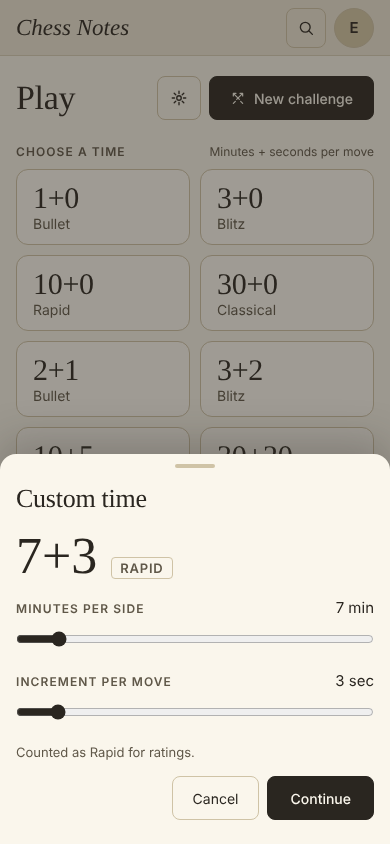 Chess Notes
E
Play
New challenge
CHOOSE A TIME
Minutes + seconds per move
1+0
Bullet
3+0
Blitz
10+0
Rapid
30+0
Classical
2+1
Bullet
3+2
Blitz
Custom time
7+3
RAPID
MINUTES PER SIDE
7 min
INCREMENT PER MOVE
3 sec
Counted as Rapid for ratings.
Cancel
Continue